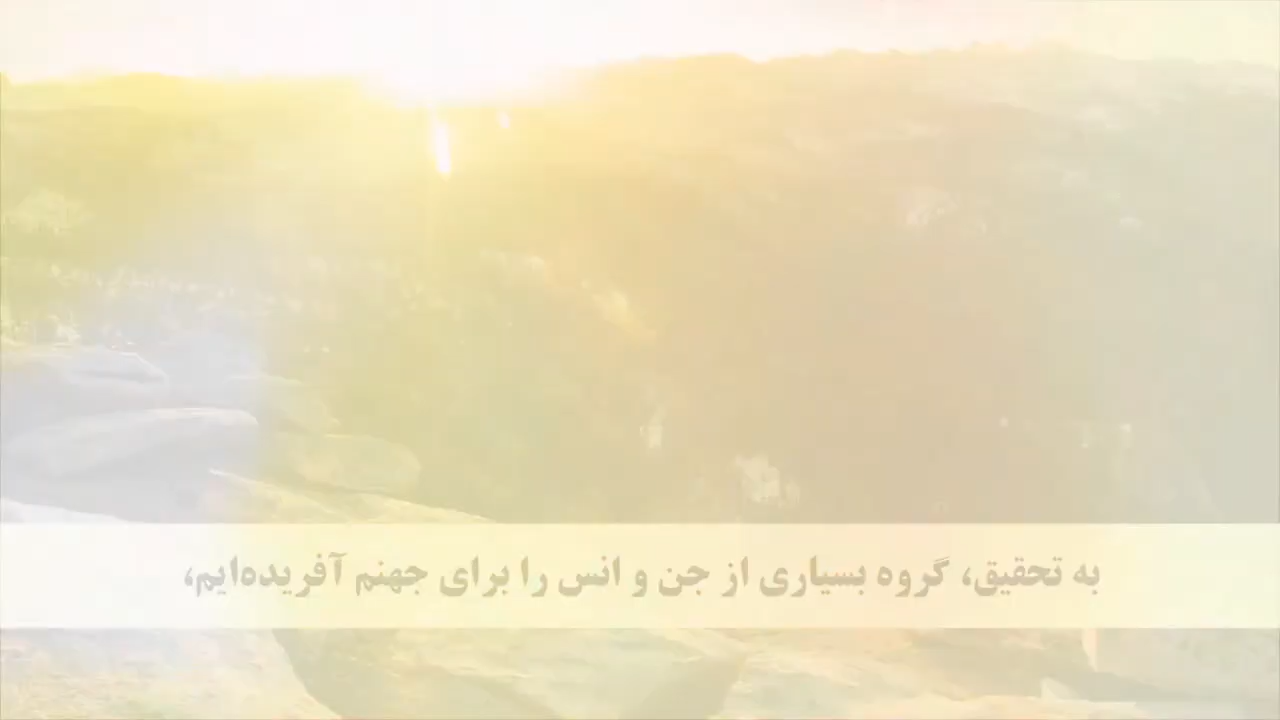 به تحقیق، گروه بسیاری از جن و انس را برای جهنم آفریده‌ایم،